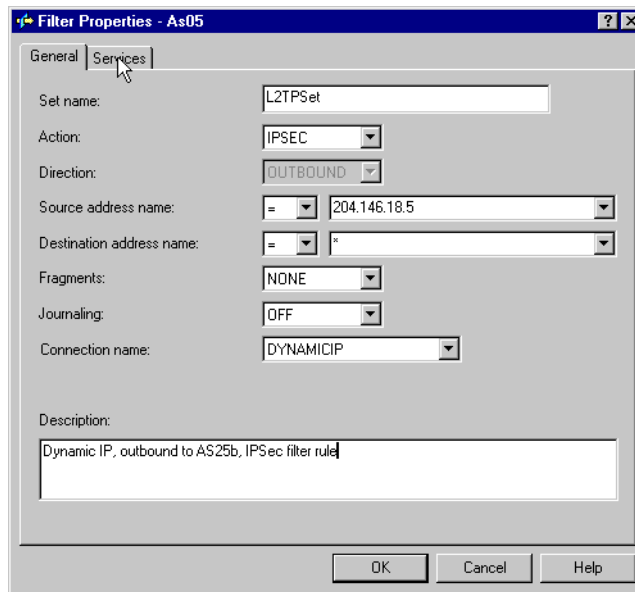 Filter Properties - As05
General Services
Set name: L2TPSet
Action: IPSEC
Direction: OUTBOUND
Source address name: = 204.146.18.5
Destination address name: = *
Fragments: NONE
Journaling: OFF
Connection name: DYNAMICIP
Description:
Dynamic IP, outbound to AS25b, IPSec filter rule
OK Cancel Help